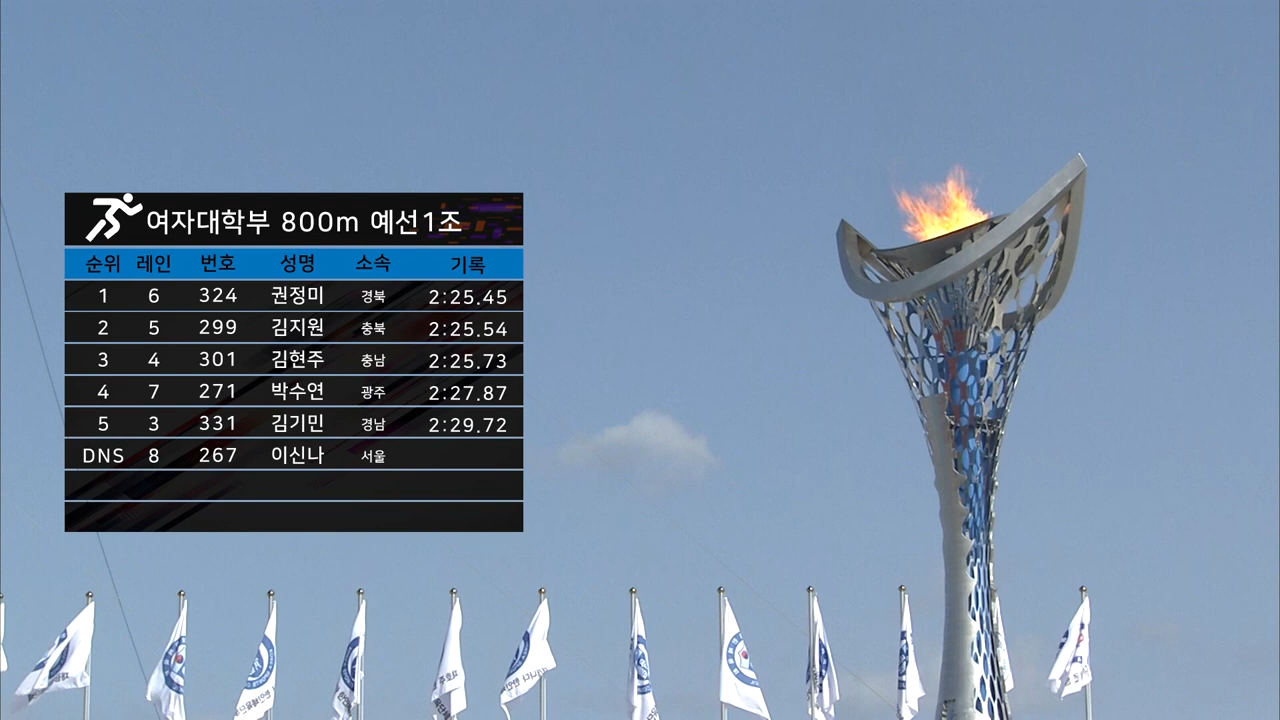 여자대학부 800m 예선1조
순위 레인 번호 성명 소속 기록
1 6 324 권정미 경북 2:25.45
2 5 299 김지원 충북 2:25.54
3 4 301 김현주 충남 2:25.73
4 7 271 박수연 광주 2:27.87
5 3 331 김기민 경남 2:29.72
DNS 8 267 이신나 서울